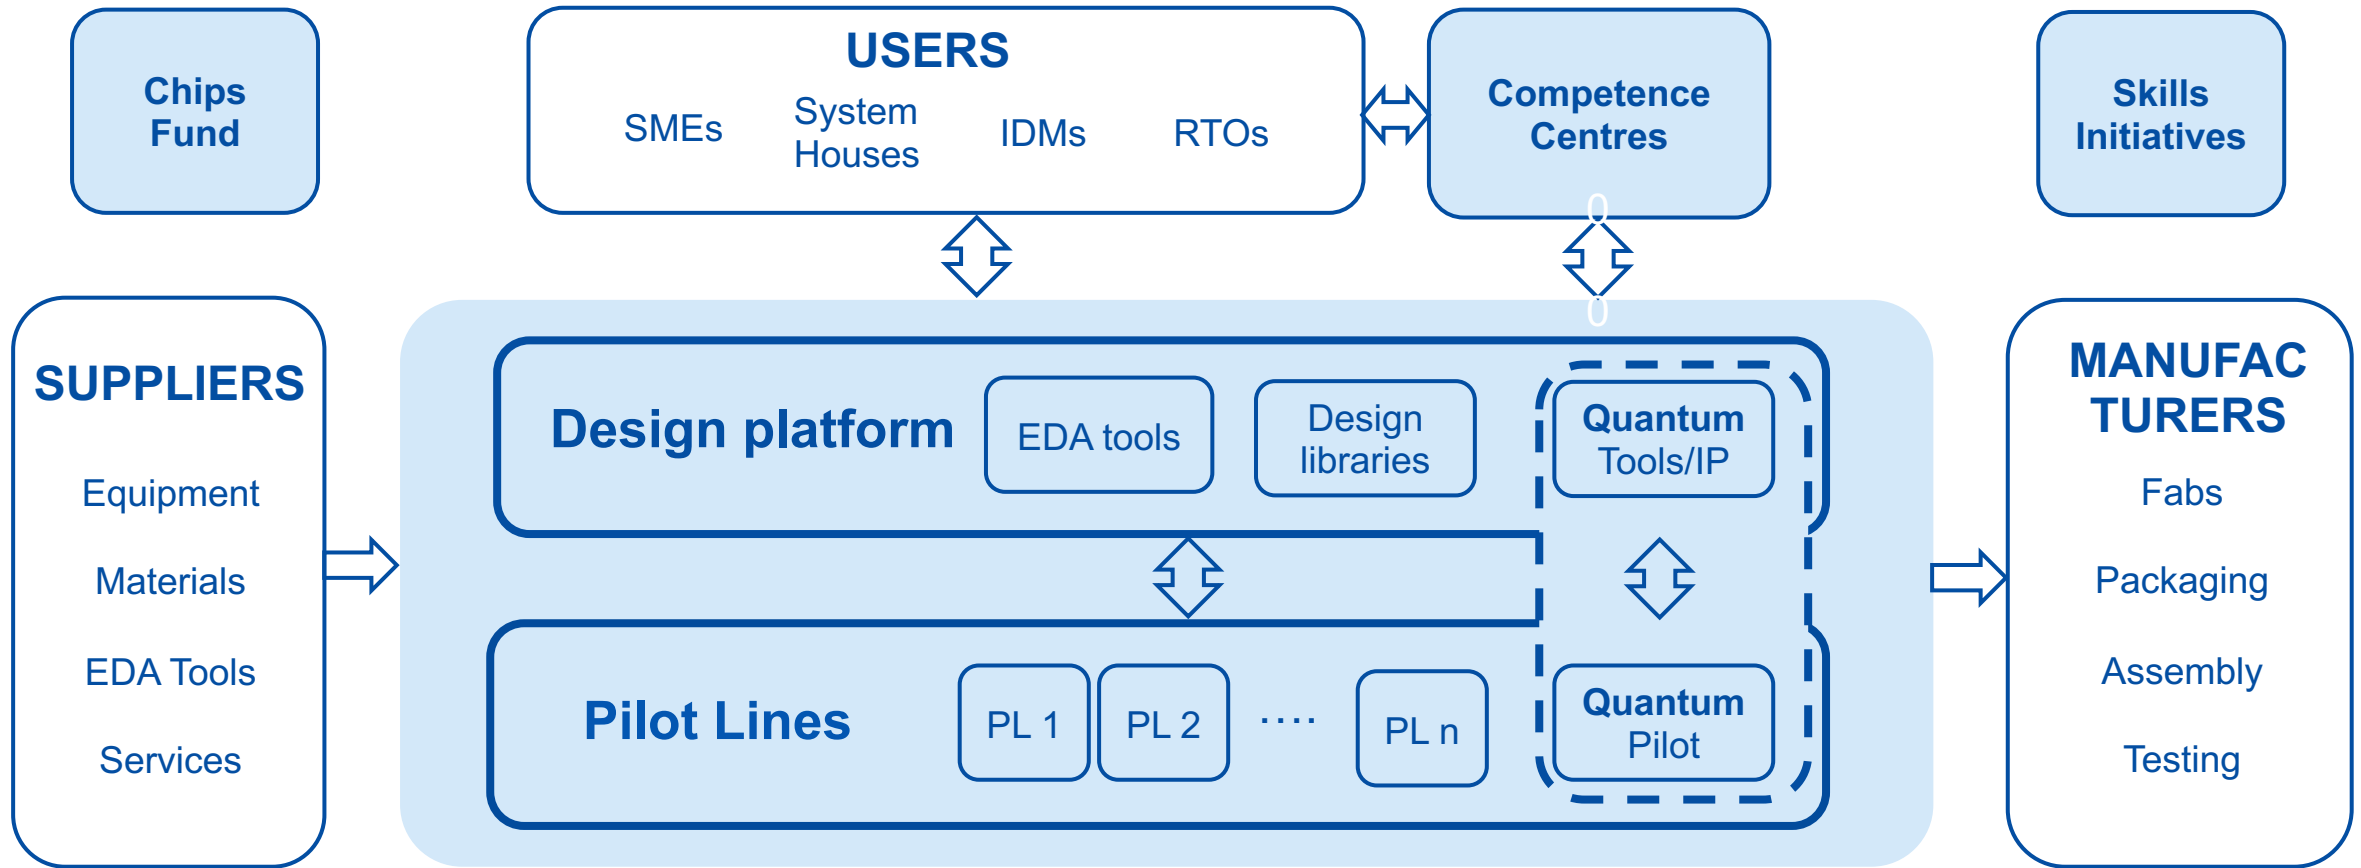 Chips
Fund
USERS
SMEs
System
Houses
IDMs
RTOs
Competence
Centres
0
0
Skills
Initiatives
SUPPLIERS
Equipment
Materials
EDA Tools
Services
Design platform
EDA tools
Design
libraries
Quantum
Tools/IP
Pilot Lines
PL 1
PL 2
....
PL n
Quantum
Pilot
MANUFAC
TURERS
Fabs
Packaging
Assembly
Testing